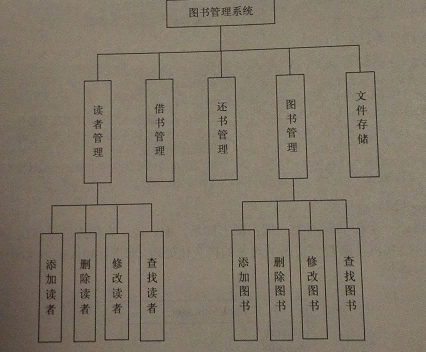 图书管理系统
读者管理
借书管理
还书管理
图书管理
文件存储
添加读者
删除读者
修改读者
查找读者
添加图书
删除图书
修改图书
查找图书